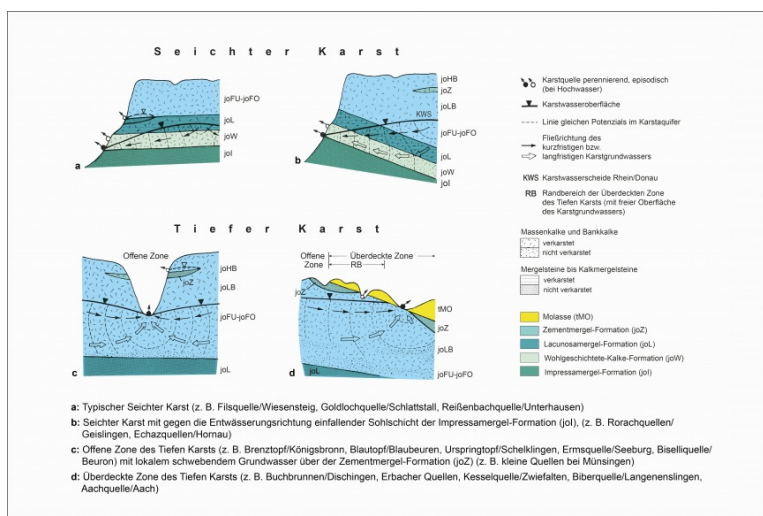 Seichter Karst
joFU-joFO
joL
joW
joI
a
joHB
joZ
joLB
KWS
joFU-joFO
joL
joW
joI
b
Karstquelle perennierend, episodisch
(bei Hochwasser)
Karstwasseroberfläche
Linie gleichen Potenzials im Karstaquifer
Fließrichtung des
kurzfristigen bzw.
langfristigen Karstgrundwassers
KWS Karstwasserscheide Rhein/Donau
RB Randbereich der Überdeckten Zone
des Tiefen Karsts (mit freier Oberfläche
des Karstgrundwassers)
Massenkalke und Bankkalke
verkarstet
nicht verkarstet
Mergelsteine bis Kalkmergelsteine
verkarstet
nicht verkarstet
Molasse (tMO)
Zementmergel-Formation (joZ)
Lacunosamergel-Formation (joL)
Wohlgeschichtete-Kalke-Formation (joW)
Impressamergel-Formation (joI)
Tiefer Karst
Offene Zone
joHB
joZ
joLB
joFU-joFO
c
Offene Zone
Überdeckte Zone
RB
joZ
tMO
joZ
joLB
joFU-joFO
joL
d
a: Typischer Seichter Karst (z. B. Filsquelle/Wiesensteig, Goldlochquelle/Schlattstall, Reißenbachquelle/Unterhausen)
b: Seichter Karst mit gegen die Entwässerungsrichtung einfallender Sohlschicht der Impressamergel-Formation (joI), (z. B. Rorachquellen/
Geislingen, Echazquellen/Hornau)
c: Offene Zone des Tiefen Karsts (z. B. Brenztopf/Königsbronn, Blautopf/Blaubeuren, Urspringtopf/Schelklingen, Ermsquelle/Seeburg, Biselliquelle/
Beuron) mit lokalem schwebendem Grundwasser über der Zementmergel-Formation (joZ) (z. B. kleine Quellen bei Münsingen)
d: Überdeckte Zone des Tiefen Karsts (z. B. Buchbrunnen/Dischingen, Erbacher Quellen, Kesselquelle/Zwiefalten, Biberquelle/Langenenslingen,
Aachquelle/Aach)